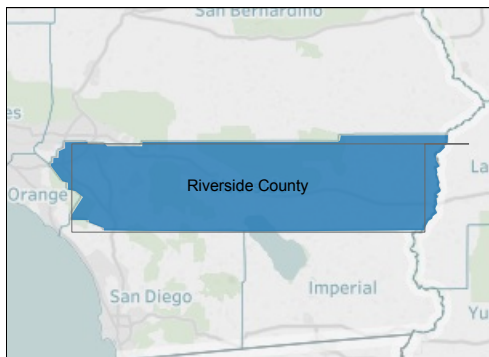 San Bernardino
es
Riverside County
La
Orange
San Diego
Imperial
Yu